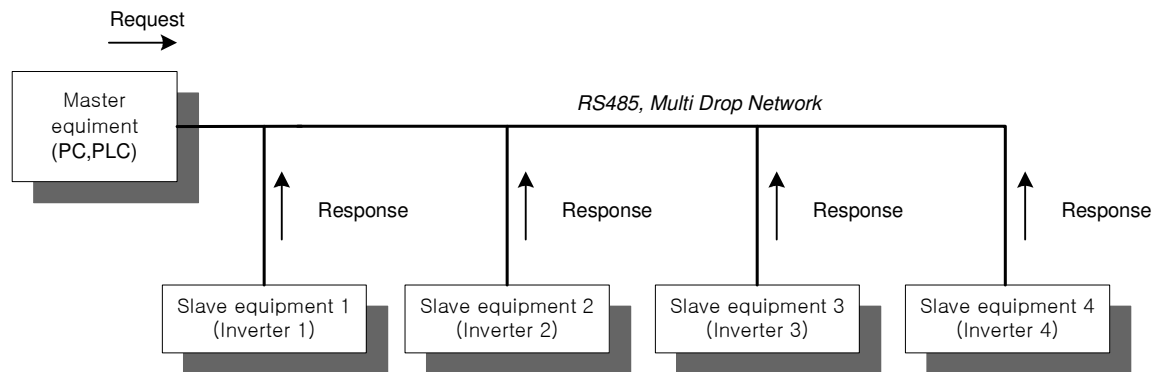 Request
Master
equiment
(PC,PLC)
RS485, Multi Drop Network
Response
Response
Response
Response
Slave equipment 1
(Inverter 1)
Slave equipment 2
(Inverter 2)
Slave equipment 3
(Inverter 3)
Slave equipment 4
(Inverter 4)